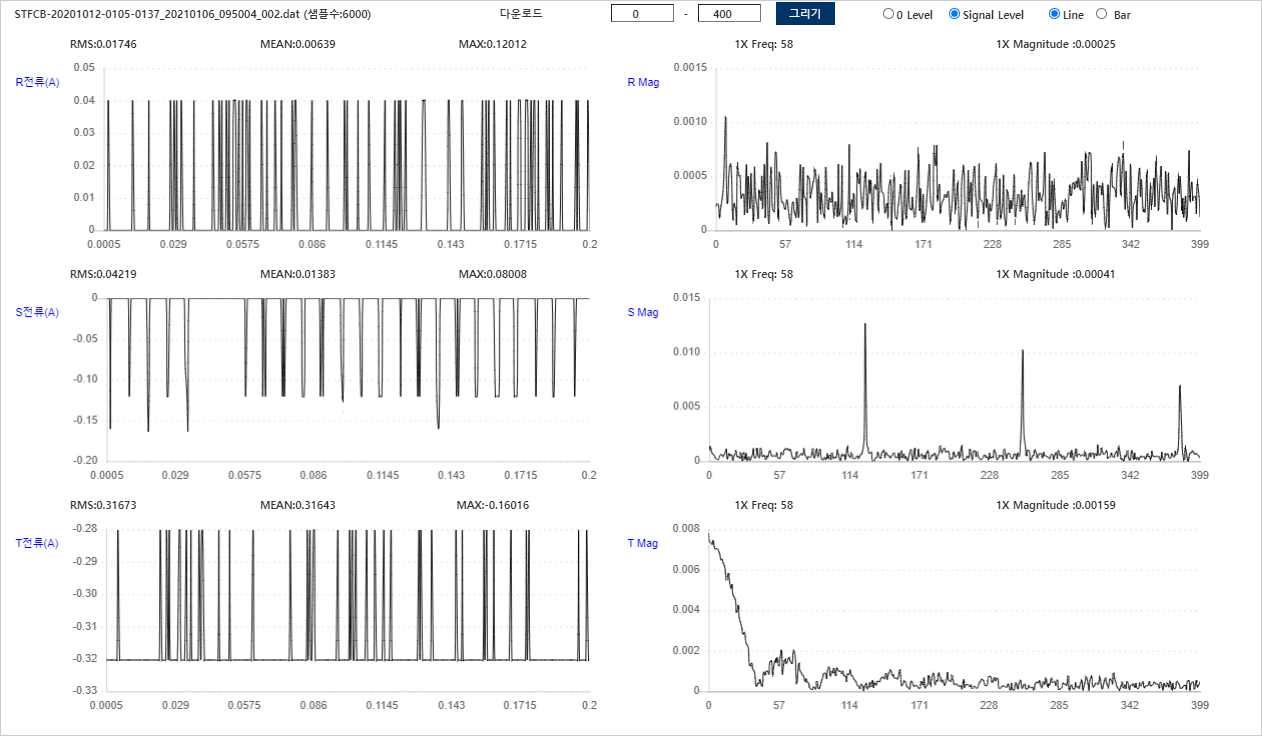 STFCB-20201012-0105-0137_20210106_095004_002.dat (샘플수:6000) 다운로드 0 - 400 그리기 0 Level Signal Level Line Bar
RMS:0.01746 MEAN:0.00639 MAX:0.12012 1X Freq: 58 1X Magnitude :0.00025
R전류(A)
0.05
0.04
0.03
0.02
0.01
0
0.0005 0.029 0.0575 0.086 0.1145 0.143 0.1715 0.2
R Mag
0.0015
0.0010
0.0005
0
0 57 114 171 228 285 342 399
RMS:0.04219 MEAN:0.01383 MAX:0.08008 1X Freq: 58 1X Magnitude :0.00041
S전류(A)
0
-0.05
-0.10
-0.15
-0.20
0.0005 0.029 0.0575 0.086 0.1145 0.143 0.1715 0.2
S Mag
0.015
0.010
0.005
0
0 57 114 171 228 285 342 399
RMS:0.31673 MEAN:0.31643 MAX:-0.16016 1X Freq: 58 1X Magnitude :0.00159
T전류(A)
-0.28
-0.29
-0.30
-0.31
-0.32
-0.33
0.0005 0.029 0.0575 0.086 0.1145 0.143 0.1715 0.2
T Mag
0.008
0.006
0.004
0.002
0
0 57 114 171 228 285 342 399